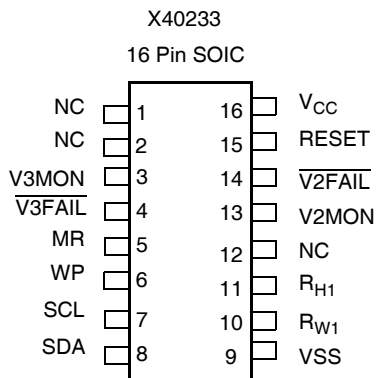 X40233
16 Pin SOIC
NC 1 16 VCC
NC 2 15 RESET
V3MON 3 14 V2FAIL
V3FAIL 4 13 V2MON
MR 5 12 NC
WP 6 11 RH1
SCL 7 10 RW1
SDA 8 9 VSS